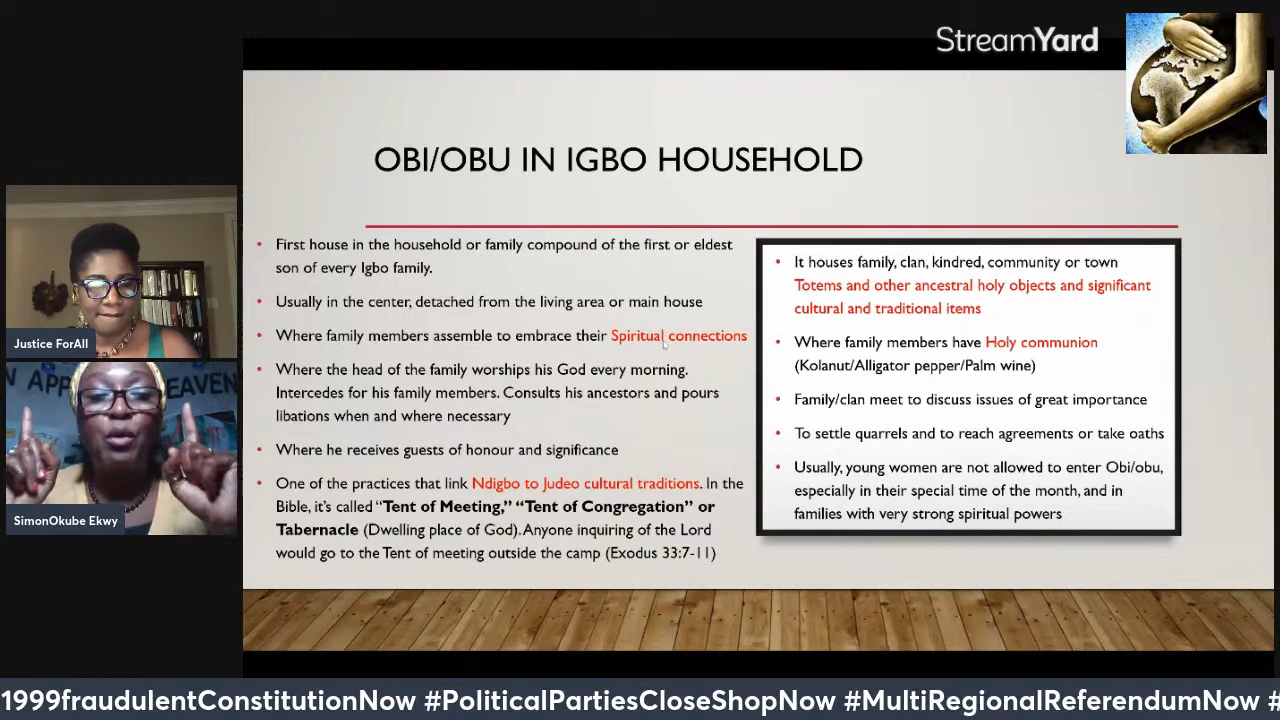 StreamYard
OBI/OBU IN IGBO HOUSEHOLD
• First house in the household or family compound of the first or eldest
son of every Igbo family.
• Usually in the center, detached from the living area or main house
• Where family members assemble to embrace their Spiritual connections
• Where the head of the family worships his God every morning.
Intercedes for his family members. Consults his ancestors and pours
libations when and where necessary
• Where he receives guests of honour and significance
• One of the practices that link Ndigbo to Judeo cultural traditions. In the
Bible, it's called “Tent of Meeting,” “Tent of Congregation” or
Tabernacle (Dwelling place of God). Anyone inquiring of the Lord
would go to the Tent of meeting outside the camp (Exodus 33:7-11)
• It houses family, clan, kindred, community or town
Totems and other ancestral holy objects and significant
cultural and traditional items
• Where family members have Holy communion
(Kolanut/Alligator pepper/Palm wine)
• Family/clan meet to discuss issues of great importance
• To settle quarrels and to reach agreements or take oaths
• Usually, young women are not allowed to enter Obi/obu,
especially in their special time of the month, and in
families with very strong spiritual powers
Justice ForAll
APP EAVEN
SimonOkube Ekwy
1999fraudulentConstitutionNow #PoliticalPartiesCloseShopNow #MultiRegionalReferendumNow #